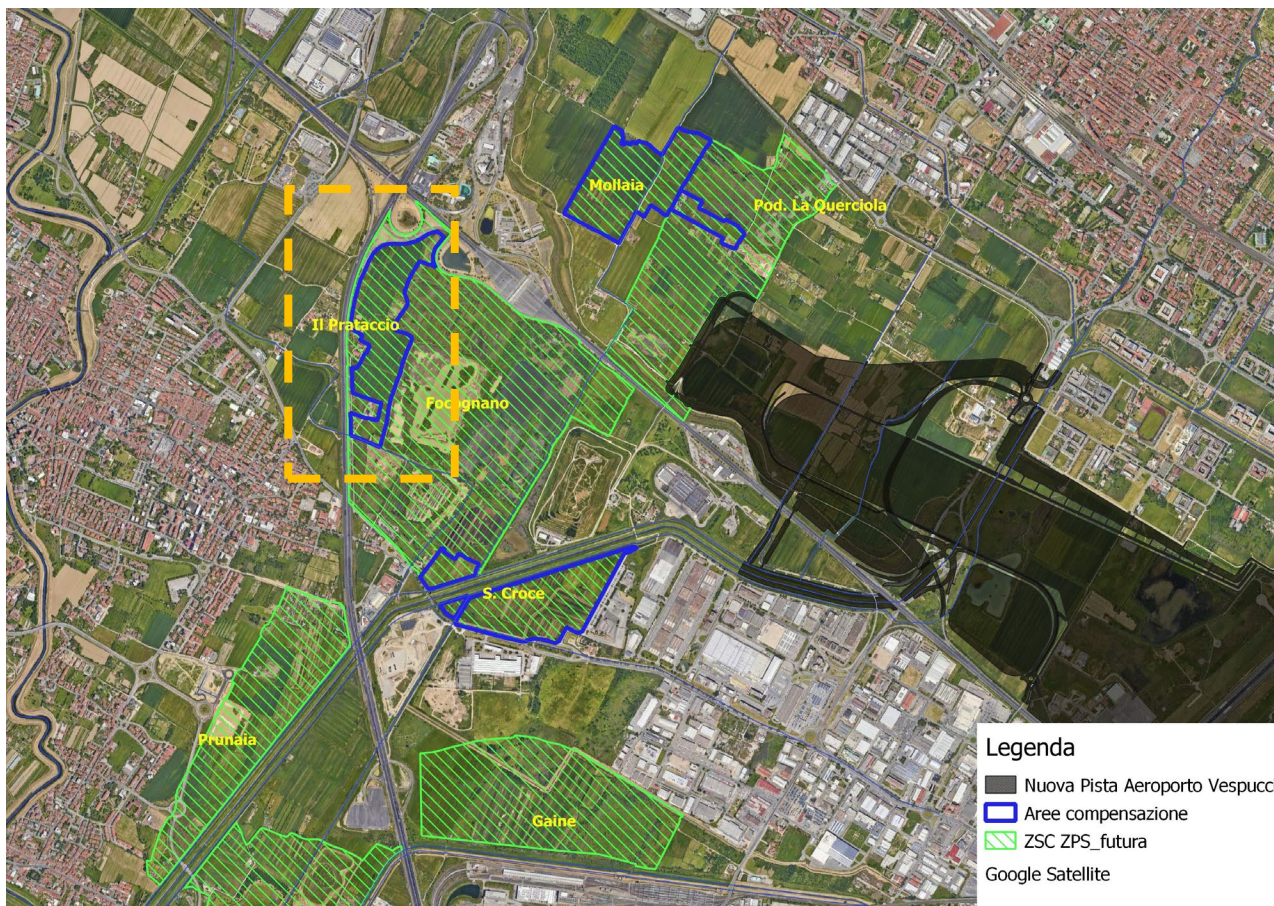 Mollaia
Pod. La Querciola
Il Prataccio
Focognano
S. Croce
Prunaia
Gaine
Legenda
Nuova Pista Aeroporto Vespucc
Aree compensazione
ZSC ZPS_futura
Google Satellite